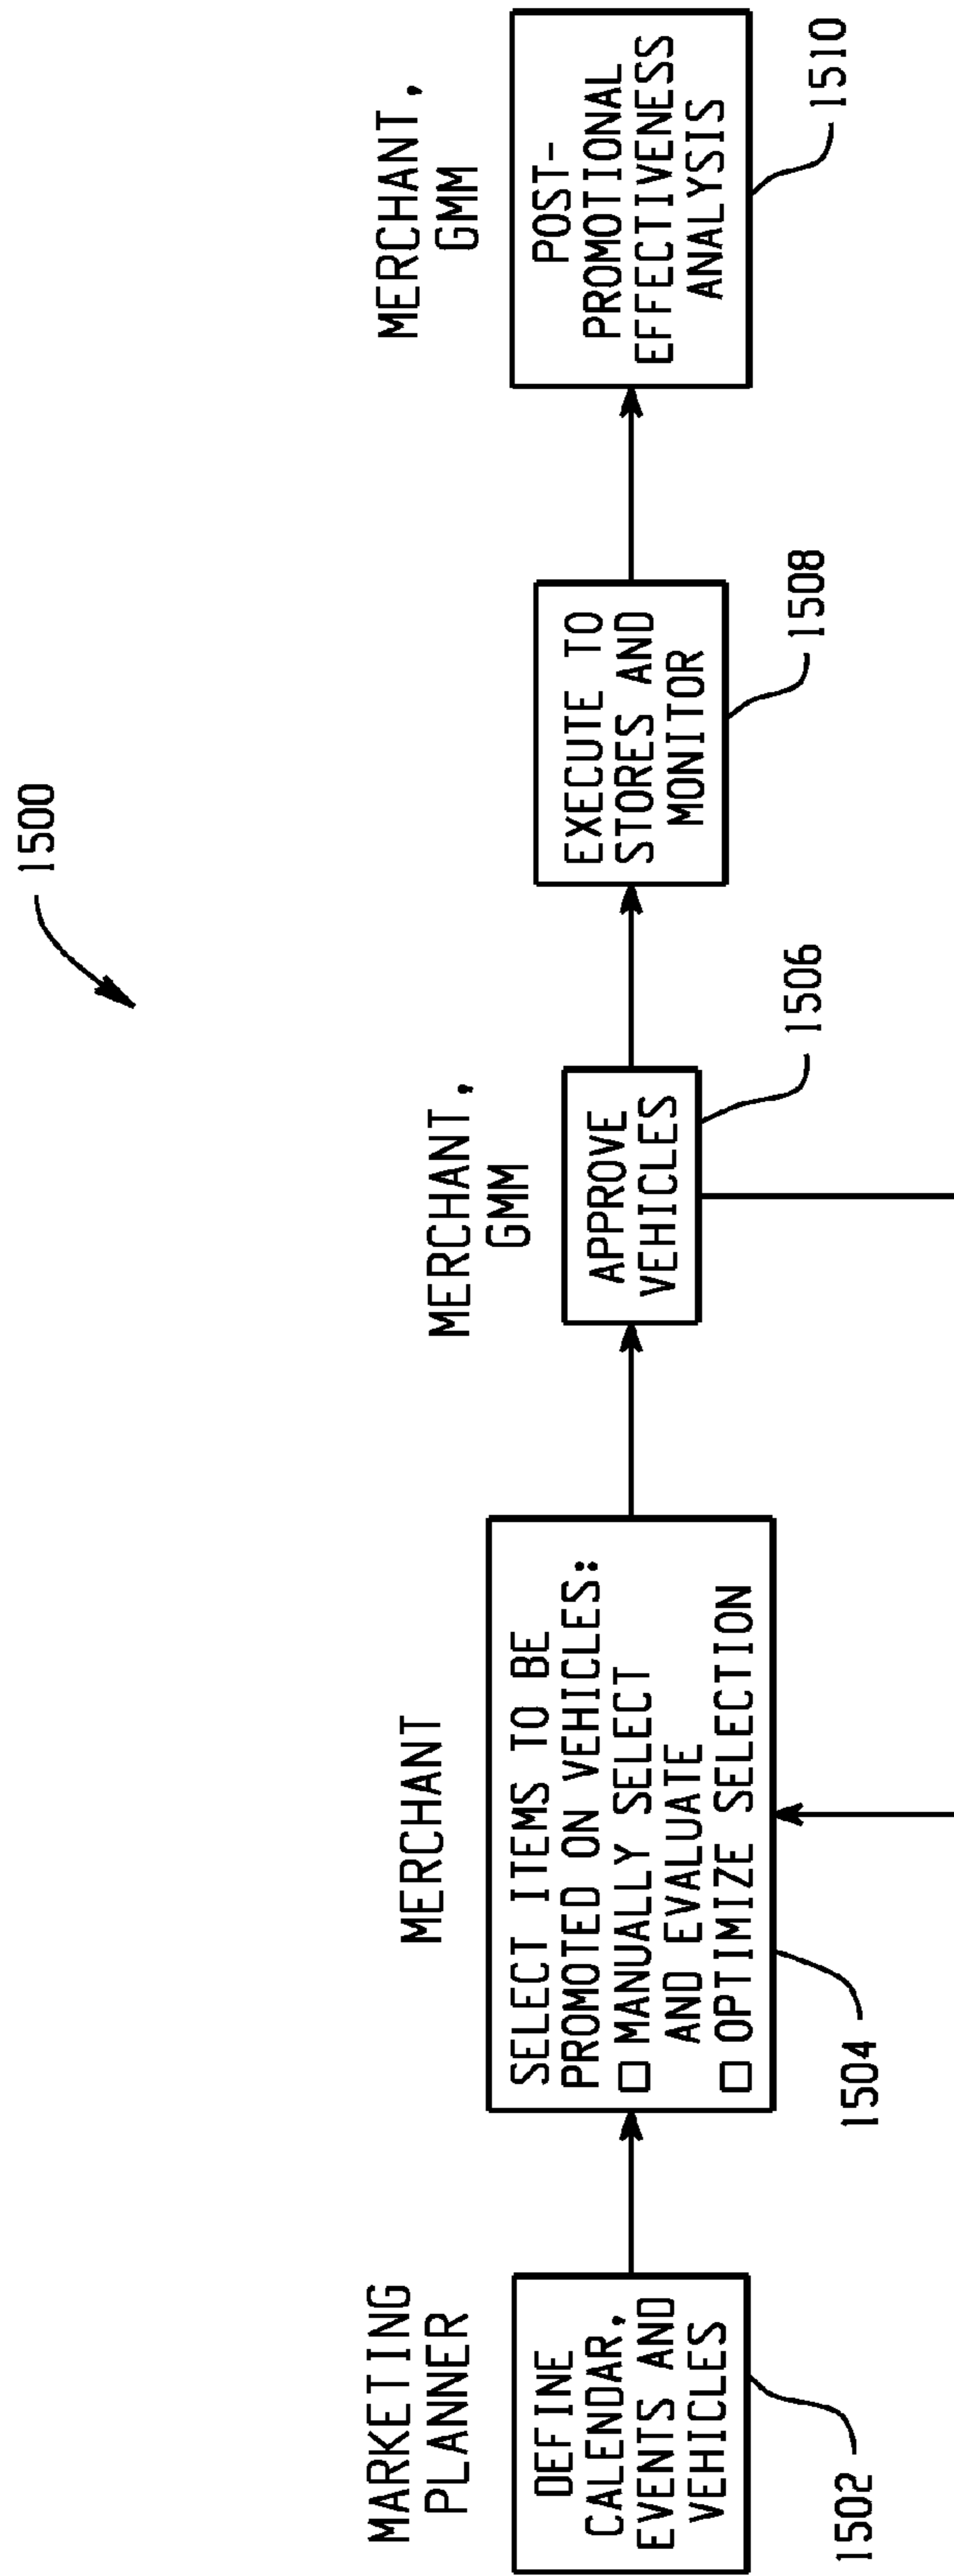 1500
MARKETING
PLANNER
DEFINE
CALENDAR,
EVENTS AND
VEHICLES
1502
MERCHANT
SELECT ITEMS TO BE
PROMOTED ON VEHICLES:
□ MANUALLY SELECT
AND EVALUATE
□ OPTIMIZE SELECTION
1504
MERCHANT,
GMM
APPROVE
VEHICLES
1506
EXECUTE TO
STORES AND
MONITOR
1508
MERCHANT,
GMM
POST-
PROMOTIONAL
EFFECTIVENESS
ANALYSIS
1510